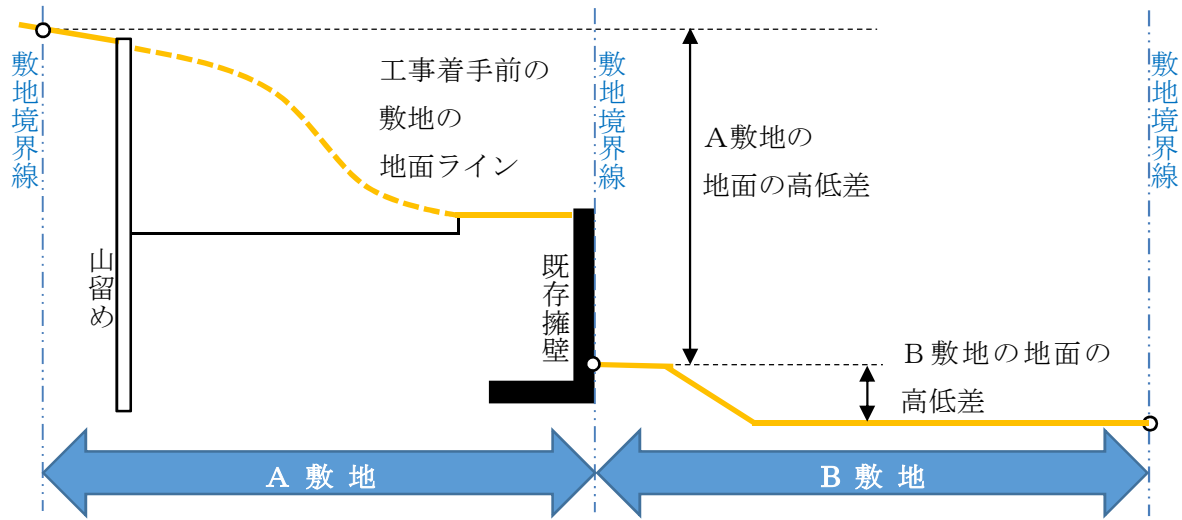 敷地境界線
工事着手前の
敷地の
地面ライン
敷地境界線
A敷地の
地面の高低差
敷地境界線
山留め
既存擁壁
B敷地の地面の
高低差
A 敷 地
B 敷 地